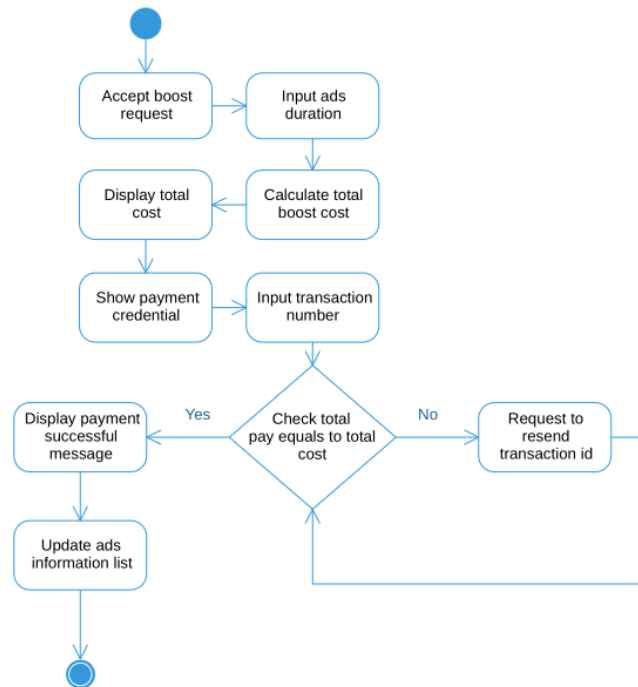 Accept boost
request
Input ads
duration
Display total
cost
Calculate total
boost cost
Show payment
credential
Input transaction
number
Display payment
successful
message
Yes
Check total
pay equals to total
cost
No
Request to
resend
transaction id
Update ads
information list